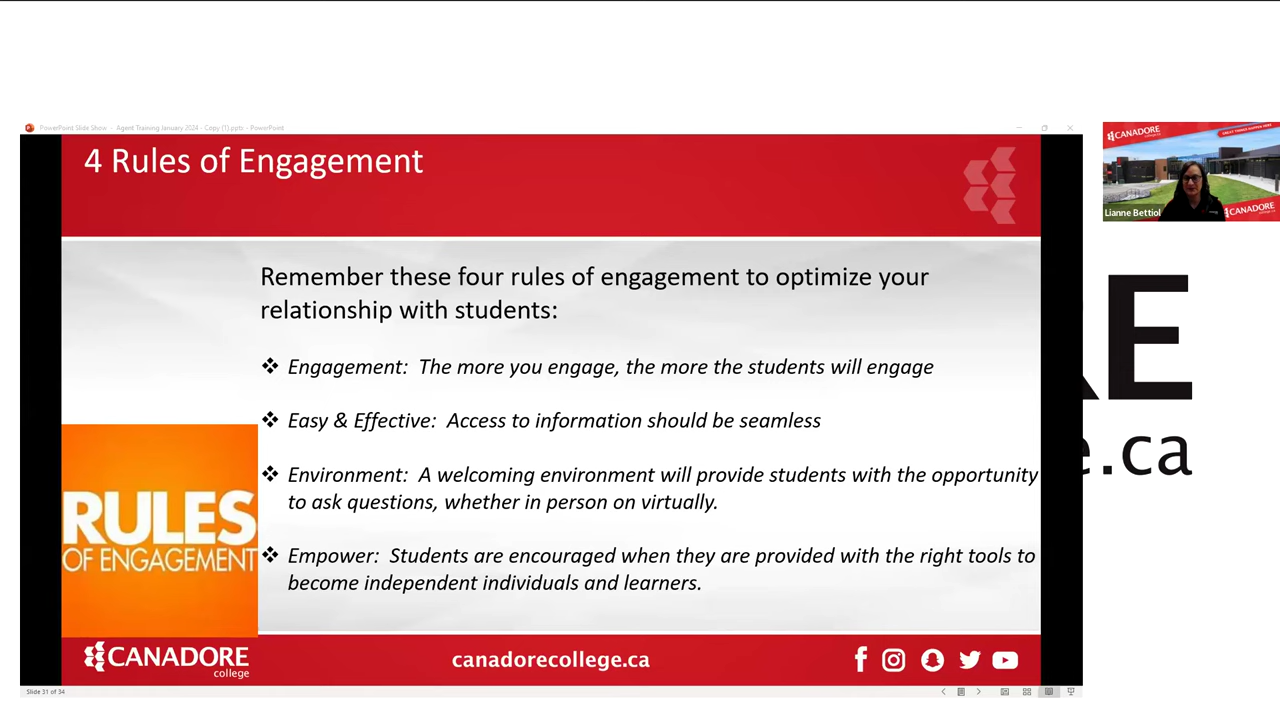 PowerPoint Slide Show - Agent Training January 2024 - Copy (1).pptx - PowerPoint
4 Rules of Engagement
CANADORE
Lianne Bettiol
CANADORE
Remember these four rules of engagement to optimize your
relationship with students:
❖ Engagement: The more you engage, the more the students will engage
❖ Easy & Effective: Access to information should be seamless
❖ Environment: A welcoming environment will provide students with the opportunity
to ask questions, whether in person on virtually.
❖ Empower: Students are encouraged when they are provided with the right tools to
become independent individuals and learners.
RULES
OF ENGAGEMENT
E
e.ca
CANADORE
college
canadorecollege.ca
Slide 31 of 34